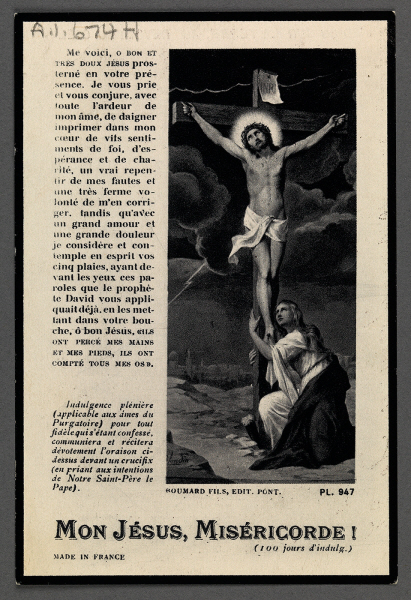 A.J. 674 H
Me voici, O BON ET
TRES DOUX JÉSUS pros-
terné en votre pré-
sence. Je vous prie
et vous conjure, avec
toute l'ardeur de
mon âme, de daigner
imprimer dans mon
cœur de vifs senti-
ments de foi, d'es-
pérance et de cha-
rité, un vrai repen-
tir de mes fautes et
une très ferme vo-
lonté de m'en corri-
ger, tandis qu'avec
un grand amour et
une grande douleur
je considère et con-
temple en esprit vos
cinq plaies, ayant de-
vant les yeux ces pa-
roles que le prophè-
te David vous appli-
quait déjà, en les met-
tant dans votre bou-
che, ô bon Jésus, «ILS
ONT PERCÉ MES MAINS
ET MES PIEDS, ILS ONT
COMPTÉ TOUS MES OS».
Indulgence plénière
(applicable aux âmes du
Purgatoire) pour tout
fidèle qui s'étant confessé,
communiera et récitera
dévotement l'oraison ci-
dessus devant un crucifix
(en priant aux intentions
de Notre Saint-Père le
Pape).
BOUMARD FILS, EDIT. PONT.
PL. 947
MON JÉSUS, MISÉRICORDE !
(100 jours d'indulg.)
MADE IN FRANCE